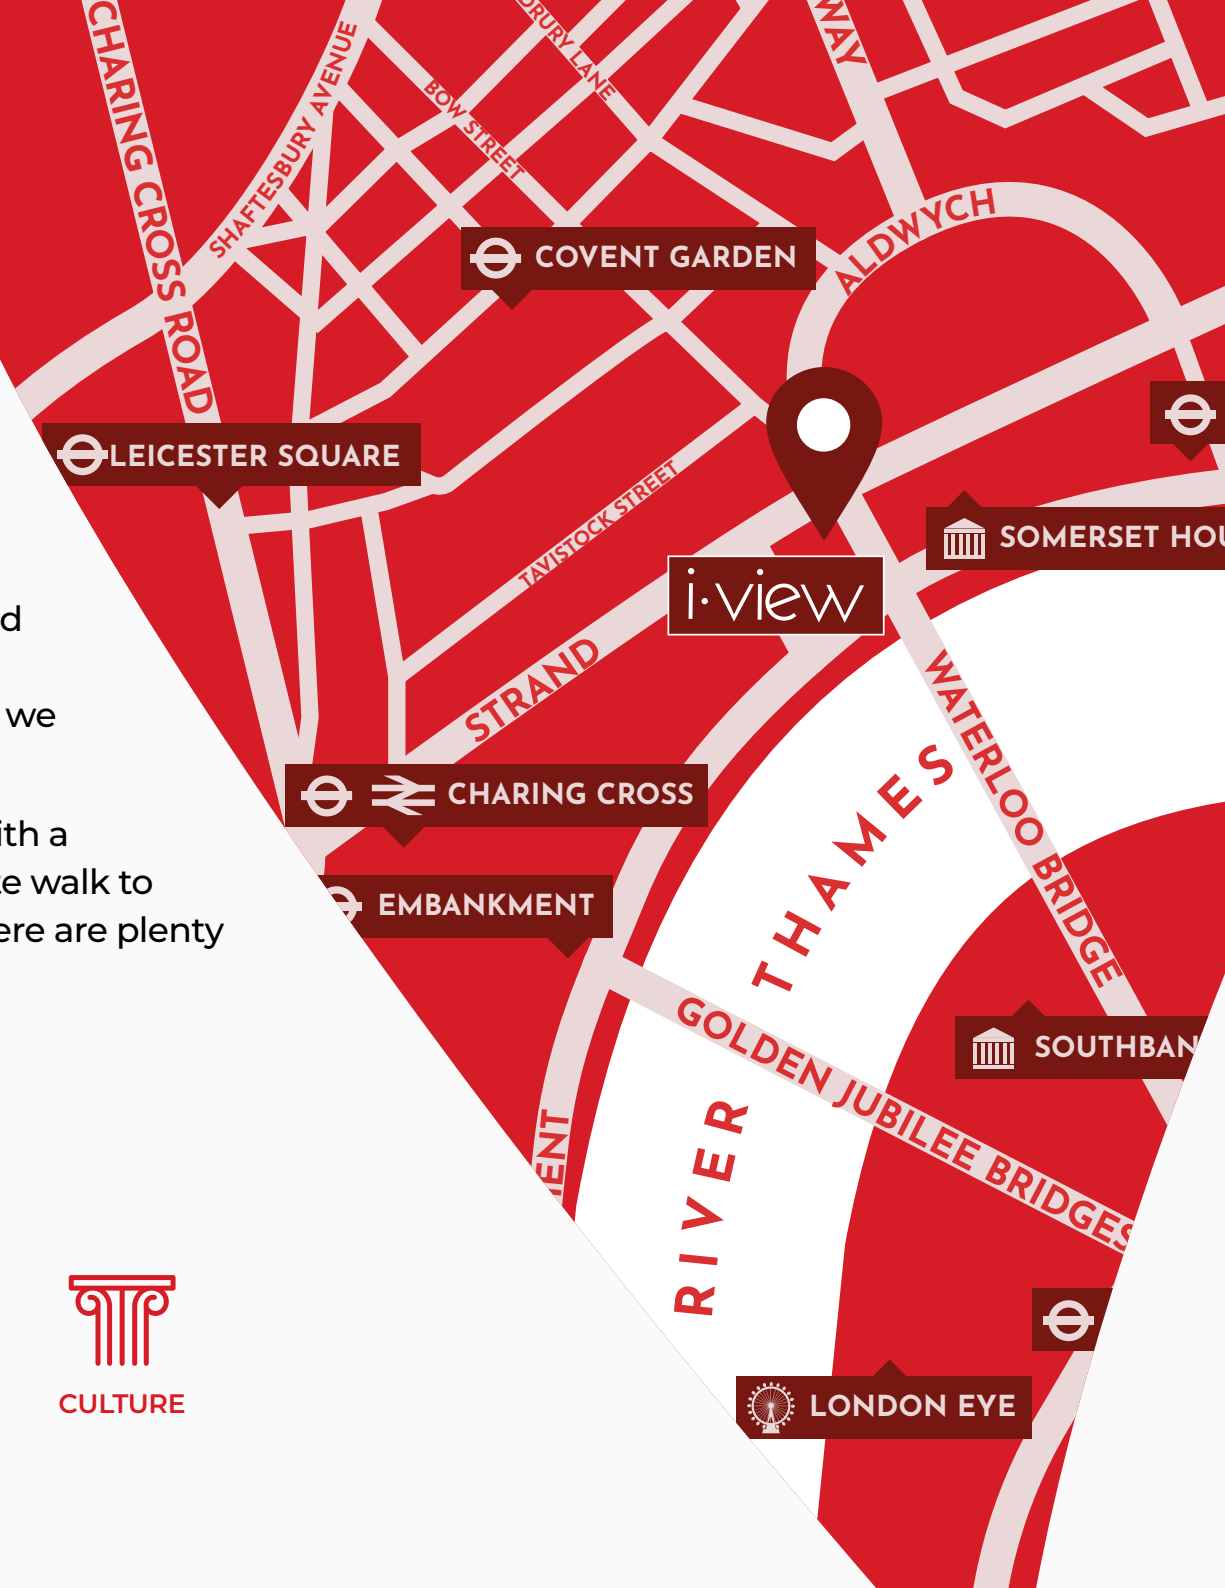 CHARING CROSS ROAD
SHAFTESBURY AVENUE
DRURY LANE
BOW STREET
WAY
ALDWYCH
COVENT GARDEN
LEICESTER SQUARE
TAVISTOCK STREET
SOMERSET HOU
i·view
d
we
STRAND
WATERLOO BRIDGE
CHARING CROSS
ith a
te walk to
ere are plenty
EMBANKMENT
RIVER THAMES
GOLDEN JUBILEE BRIDGES
SOUTHBAN
ENT
CULTURE
LONDON EYE